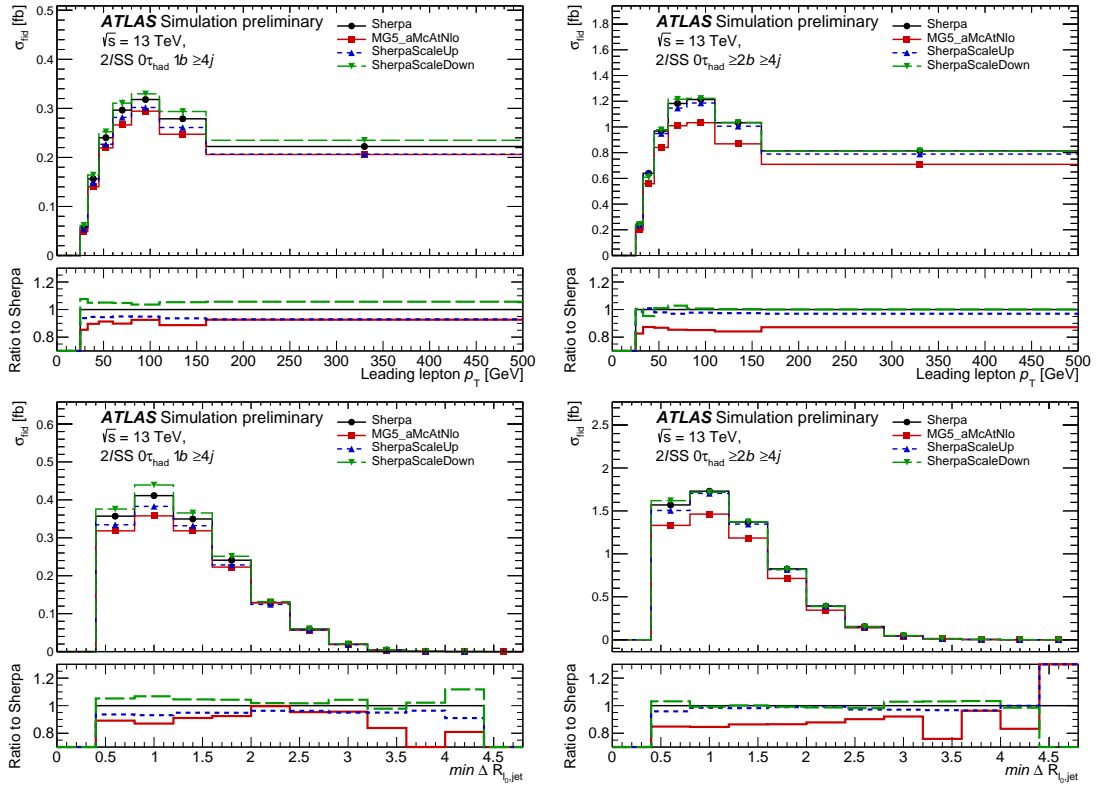 ATLAS Simulation preliminary
√s = 13 TeV,
2lSS 0τhad 1b ≥4j
Sherpa
MG5_aMcAtNlo
SherpaScaleUp
SherpaScaleDown
σfid [fb]
0.5
0.4
0.3
0.2
0.1
0
Ratio to Sherpa
1.2
1
0.8
0 50 100 150 200 250 300 350 400 450 500
Leading lepton pT [GeV]
ATLAS Simulation preliminary
√s = 13 TeV,
2lSS 0τhad ≥2b ≥4j
Sherpa
MG5_aMcAtNlo
SherpaScaleUp
SherpaScaleDown
σfid [fb]
2
1.8
1.6
1.4
1.2
1
0.8
0.6
0.4
0.2
0
Ratio to Sherpa
1.2
1
0.8
0 50 100 150 200 250 300 350 400 450 500
Leading lepton pT [GeV]
ATLAS Simulation preliminary
√s = 13 TeV,
2lSS 0τhad 1b ≥4j
Sherpa
MG5_aMcAtNlo
SherpaScaleUp
SherpaScaleDown
σfid [fb]
0.6
0.5
0.4
0.3
0.2
0.1
0
Ratio to Sherpa
1.2
1
0.8
0 0.5 1 1.5 2 2.5 3 3.5 4 4.5
min Δ Rl0,jet
ATLAS Simulation preliminary
√s = 13 TeV,
2lSS 0τhad ≥2b ≥4j
Sherpa
MG5_aMcAtNlo
SherpaScaleUp
SherpaScaleDown
σfid [fb]
2.5
2
1.5
1
0.5
0
Ratio to Sherpa
1.2
1
0.8
0 0.5 1 1.5 2 2.5 3 3.5 4 4.5
min Δ Rl0,jet